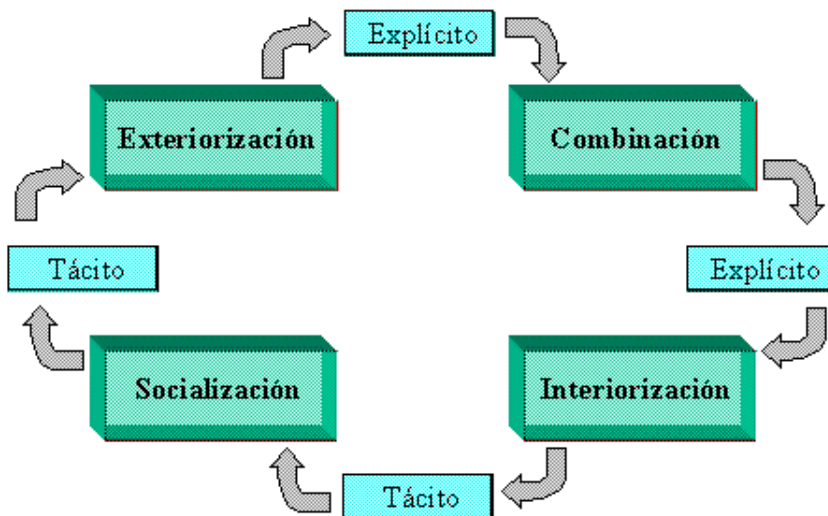 Explícito
Exteriorización
Combinación
Tácito
Explícito
Socialización
Interiorización
Tácito